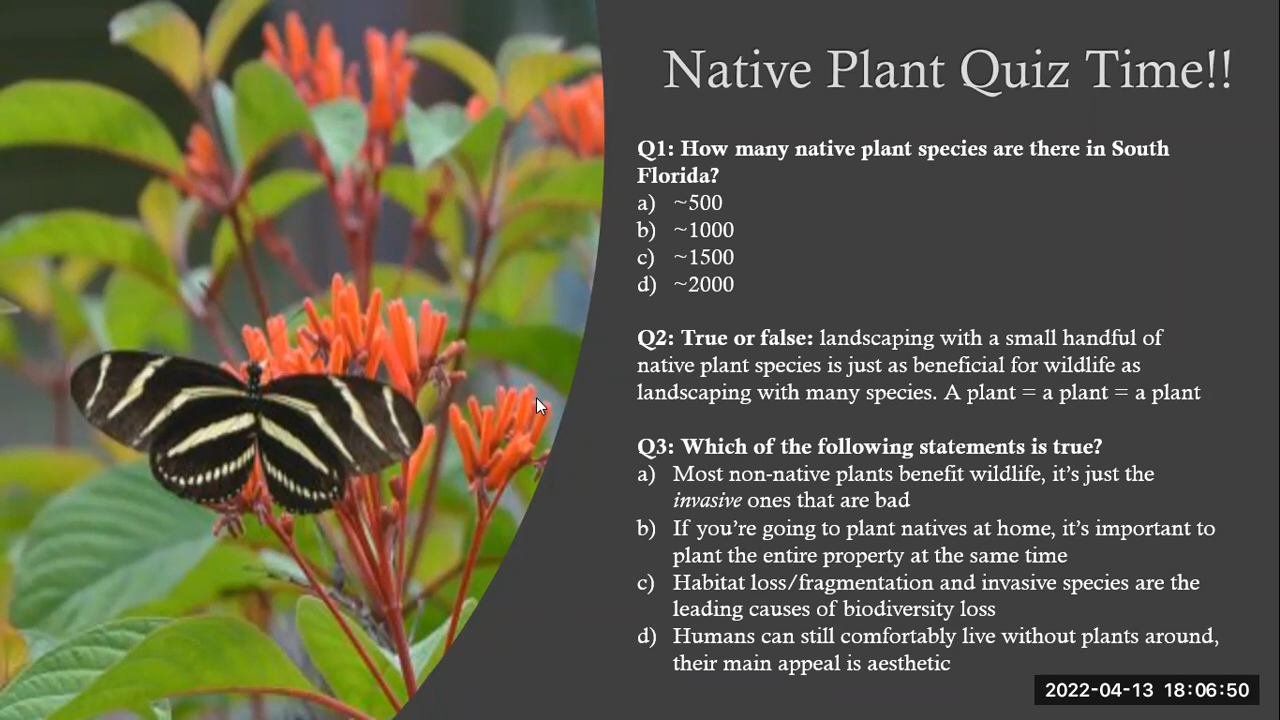 Native Plant Quiz Time!!
Q1: How many native plant species are there in South
Florida?
a) ~500
b) ~1000
c) ~1500
d) ~2000
Q2: True or false: landscaping with a small handful of
native plant species is just as beneficial for wildlife as
landscaping with many species. A plant = a plant = a plant
Q3: Which of the following statements is true?
a) Most non-native plants benefit wildlife, it’s just the
invasive ones that are bad
b) If you’re going to plant natives at home, it’s important to
plant the entire property at the same time
c) Habitat loss/fragmentation and invasive species are the
leading causes of biodiversity loss
d) Humans can still comfortably live without plants around,
their main appeal is aesthetic
2022-04-13 18:06:50